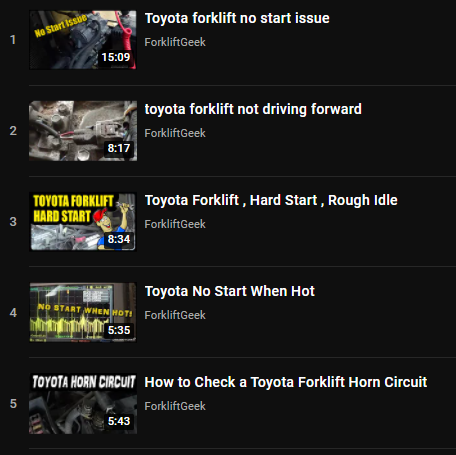 1
No Start Issue
15:09
Toyota forklift no start issue
ForkliftGeek
2
8:17
toyota forklift not driving forward
ForkliftGeek
3
TOYOTA FORKLIFT
HARD START
8:34
Toyota Forklift , Hard Start , Rough Idle
ForkliftGeek
4
NO START WHEN HOT!
5:35
Toyota No Start When Hot
ForkliftGeek
5
TOYOTA HORN CIRCUIT
5:43
How to Check a Toyota Forklift Horn Circuit
ForkliftGeek